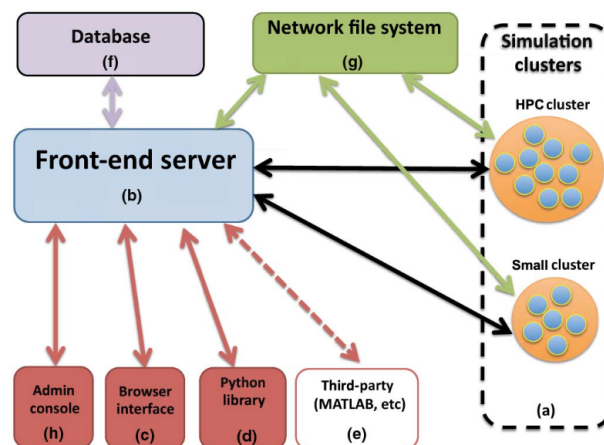 Database
(f)
Network file system
(g)
Simulation
clusters
HPC cluster
Front-end server
(b)
Small cluster
Admin
console
(h)
Browser
interface
(c)
Python
library
(d)
Third-party
(MATLAB, etc)
(e)
(a)